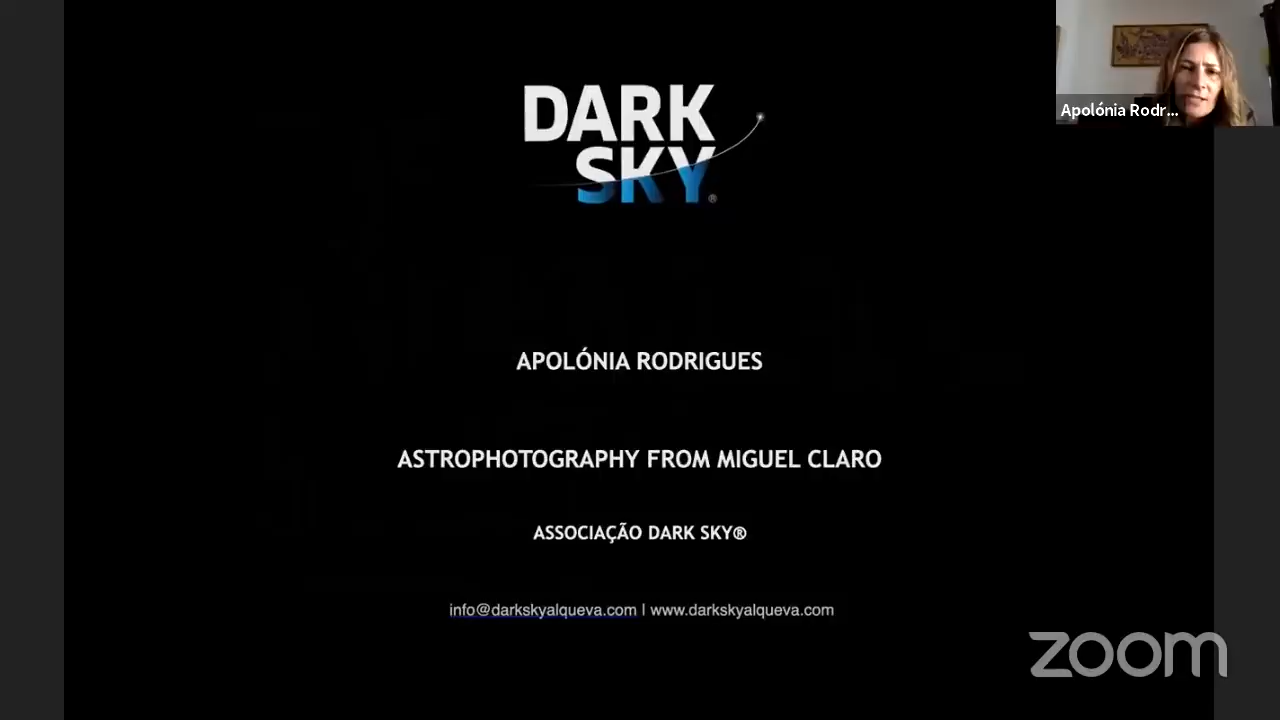 DARK
SKY®
Apolónia Rodr...
APOLÓNIA RODRIGUES
ASTROPHOTOGRAPHY FROM MIGUEL CLARO
ASSOCIAÇÃO DARK SKY®
info@darkskyalqueva.com | www.darkskyalqueva.com
zoom